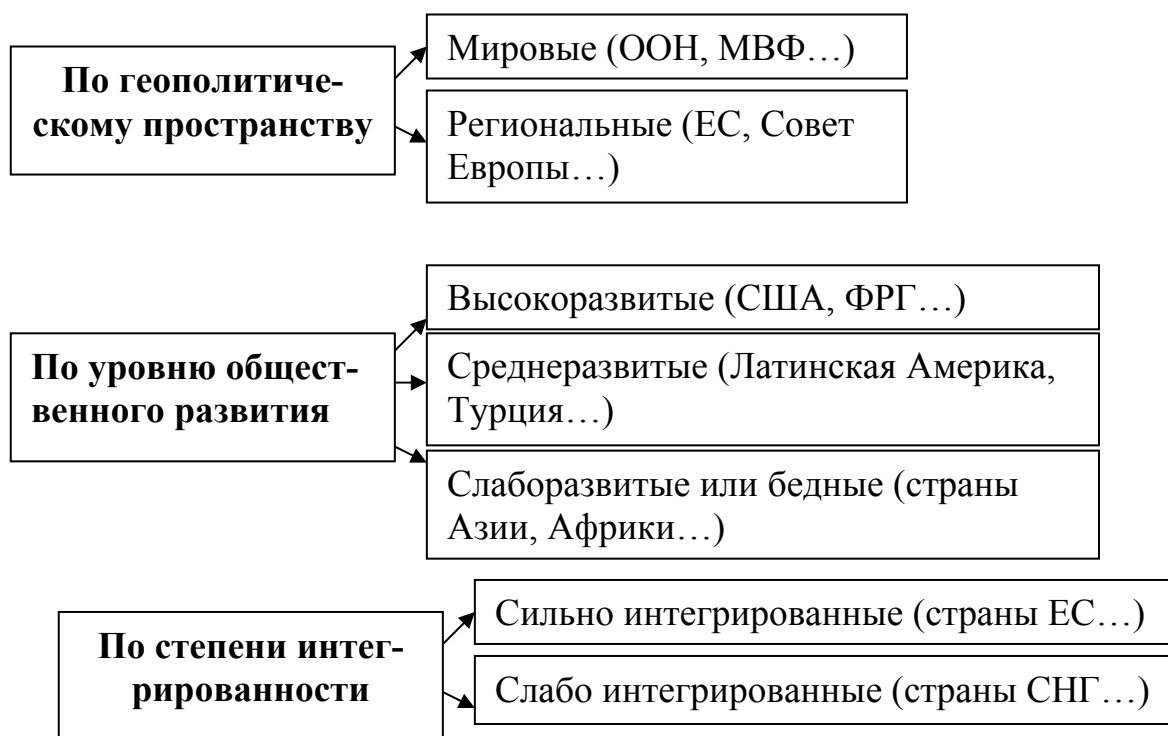 По геополитиче-
скому пространству
Мировые (ООН, МВФ…)
Региональные (ЕС, Совет
Европы…)
По уровню общест-
венного развития
Высокоразвитые (США, ФРГ…)
Среднеразвитые (Латинская Америка,
Турция…)
Слаборазвитые или бедные (страны
Азии, Африки…)
По степени интег-
рированности
Сильно интегрированные (страны ЕС…)
Слабо интегрированные (страны СНГ…)